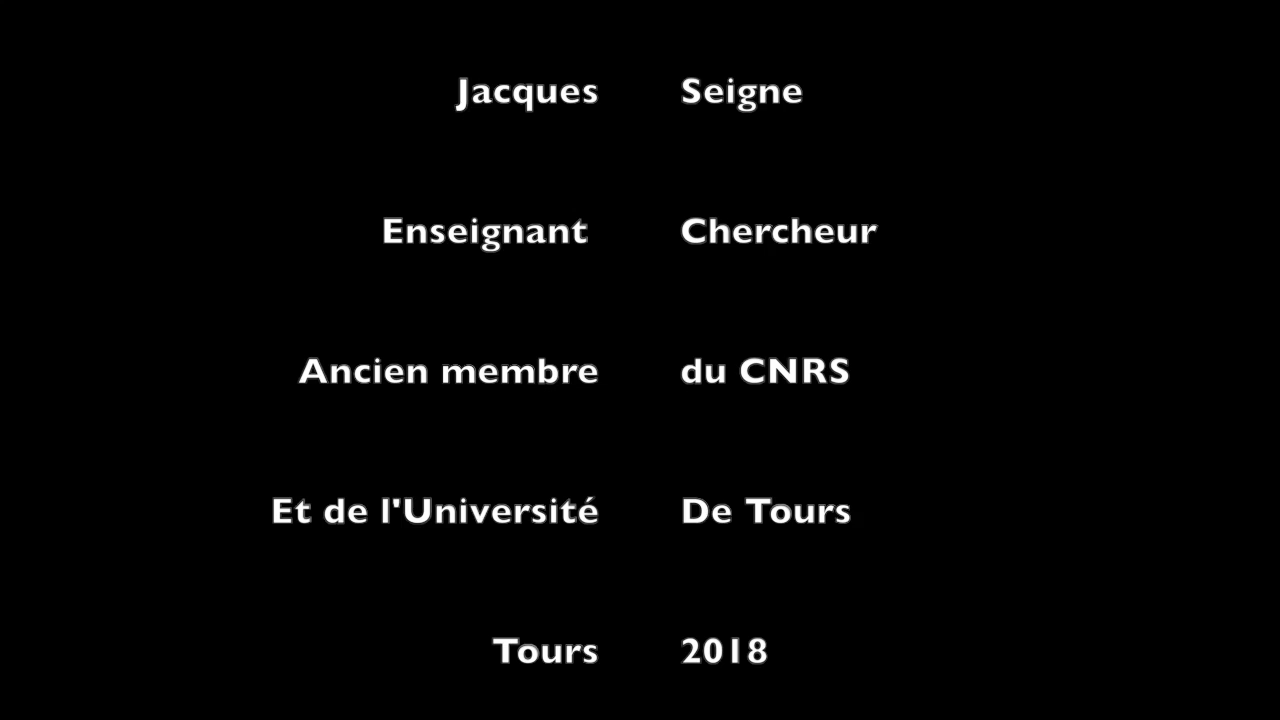 Jacques Seigne
Enseignant Chercheur
Ancien membre du CNRS
Et de l'Université De Tours
Tours 2018